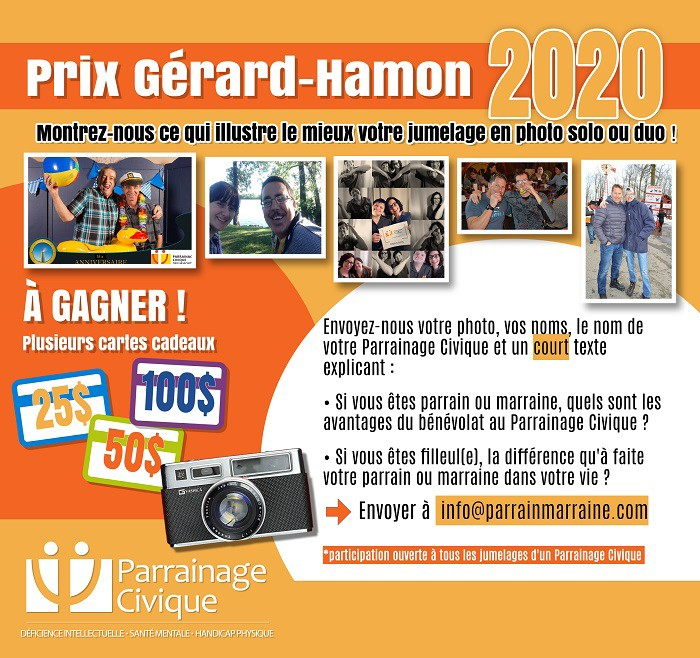 Prix Gérard-Hamon 2020
Montrez-nous ce qui illustre le mieux votre jumelage en photo solo ou duo !
ANNIVERSAIRE
PARRAINAGE
CIVIQUE
À GAGNER !
Plusieurs cartes cadeaux
25$
100$
50$
YASHICA
Envoyez-nous votre photo, vos noms, le nom de
votre Parrainage Civique et un court texte
explicant :
• Si vous êtes parrain ou marraine, quels sont les
avantages du bénévolat au Parrainage Civique ?
• Si vous êtes filleul(e), la différence qu'à faite
votre parrain ou marraine dans votre vie ?
Envoyer à info@parrainmarraine.com
*participation ouverte à tous les jumelages d'un Parrainage Civique
Parrainage
Civique
DÉFICIENCE INTELLECTUELLE • SANTÉ MENTALE • HANDICAP PHYSIQUE